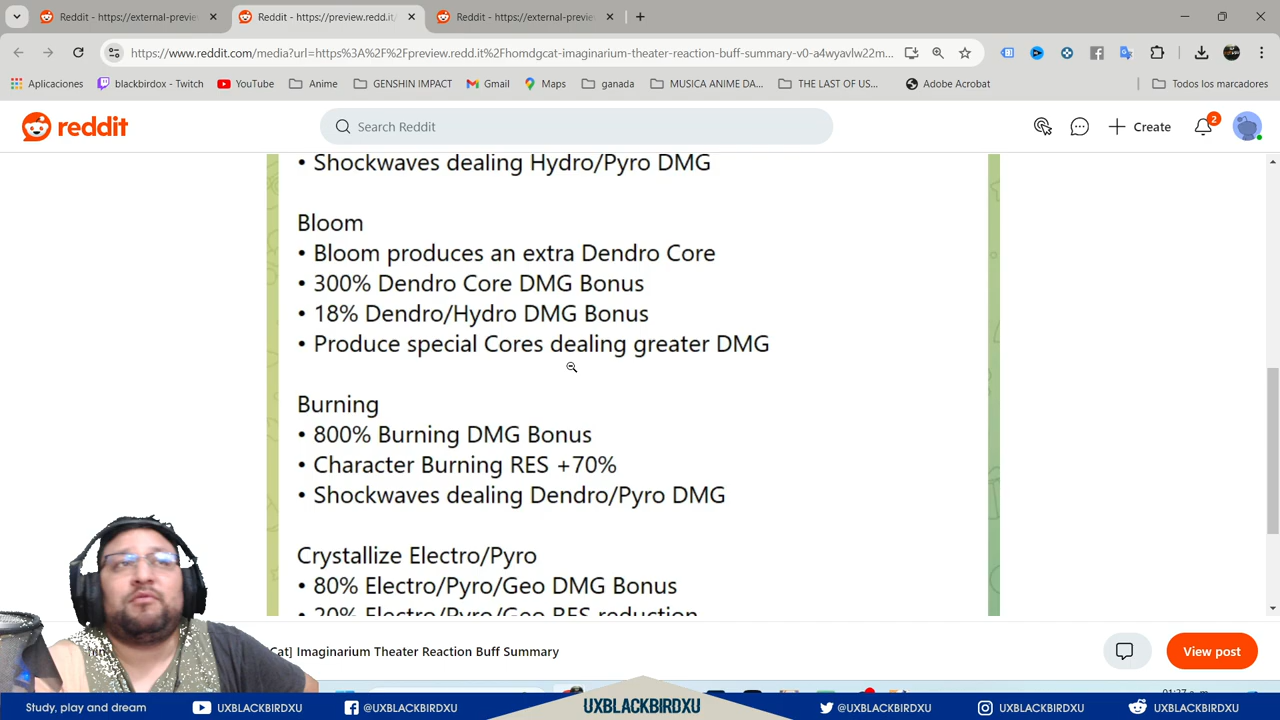 Reddit - https://external-previe
Reddit - https://preview.redd.it/
Reddit - https://external-previe
https://www.reddit.com/media?url=https%3A%2F%2Fpreview.redd.it%2Fhomdgcat-imaginarium-theater-reaction-buff-summary-v0-a4wyavlw22m...
Aplicaciones
blackbirdox - Twitch
YouTube
Anime
GENSHIN IMPACT
Gmail
Maps
ganada
MUSICA ANIME DA...
THE LAST OF US...
Adobe Acrobat
Todos los marcadores
reddit
Search Reddit
Create
2
• Shockwaves dealing Hydro/Pyro DMG
Bloom
• Bloom produces an extra Dendro Core
• 300% Dendro Core DMG Bonus
• 18% Dendro/Hydro DMG Bonus
• Produce special Cores dealing greater DMG
Burning
• 800% Burning DMG Bonus
• Character Burning RES +70%
• Shockwaves dealing Dendro/Pyro DMG
Crystallize Electro/Pyro
• 80% Electro/Pyro/Geo DMG Bonus
• 20% Electro/Pyro/Geo RES reduction
Cat] Imaginarium Theater Reaction Buff Summary
View post
Study, play and dream
UXBLACKBIRDXU
@UXBLACKBIRDXU
UXBLACKBIRDXU
@UXBLACKBIRDXU
UXBLACKBIRDXU
UXBLACKBIRDXU